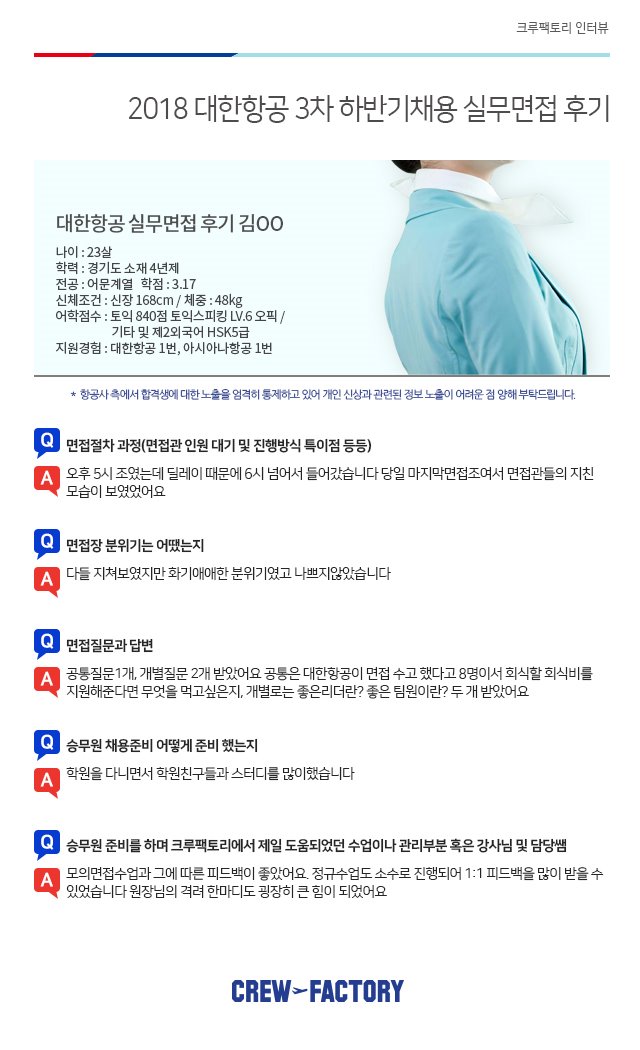 크루팩토리 인터뷰
2018 대한항공 3차 하반기채용 실무면접 후기
대한항공 실무면접 후기 김OO
나이 : 23살
학력 : 경기도 소재 4년제
전공 : 어문계열 학점 : 3.17
신체조건 : 신장 168cm / 체중 : 48kg
어학점수 : 토익 840점 토익스피킹 LV.6 오픽 /
기타 및 제2외국어 HSK5급
지원경험 : 대한항공 1번, 아시아나항공 1번
* 항공사 측에서 합격생에 대한 노출을 엄격히 통제하고 있어 개인 신상과 관련된 정보 노출이 어려운 점 양해 부탁드립니다.
Q 면접절차 과정(면접관 인원 대기 및 진행방식 특이점 등등)
A 오후 5시 조였는데 딜레이 때문에 6시 넘어서 들어갔습니다 당일 마지막면접조여서 면접관들의 지친
모습이 보였었어요
Q 면접장 분위기는 어땠는지
A 다들 지쳐보였지만 화기애애한 분위기였고 나쁘지않았습니다
Q 면접질문과 답변
A 공통질문1개, 개별질문 2개 받았어요 공통은 대한항공이 면접 수고 했다고 8명이서 회식할 회식비를
지원해준다면 무엇을 먹고싶은지, 개별로는 좋은리더란? 좋은 팀원이란? 두 개 받았어요
Q 승무원 채용준비 어떻게 준비 했는지
A 학원을 다니면서 학원친구들과 스터디를 많이했습니다
Q 승무원 준비를 하며 크루팩토리에서 제일 도움되었던 수업이나 관리부분 혹은 강사님 및 담당쌤
A 모의면접수업과 그에 따른 피드백이 좋았어요. 정규수업도 소수로 진행되어 1:1 피드백을 많이 받을 수
있었습니다 원장님의 격려 한마디도 굉장히 큰 힘이 되었어요
CREW FACTORY